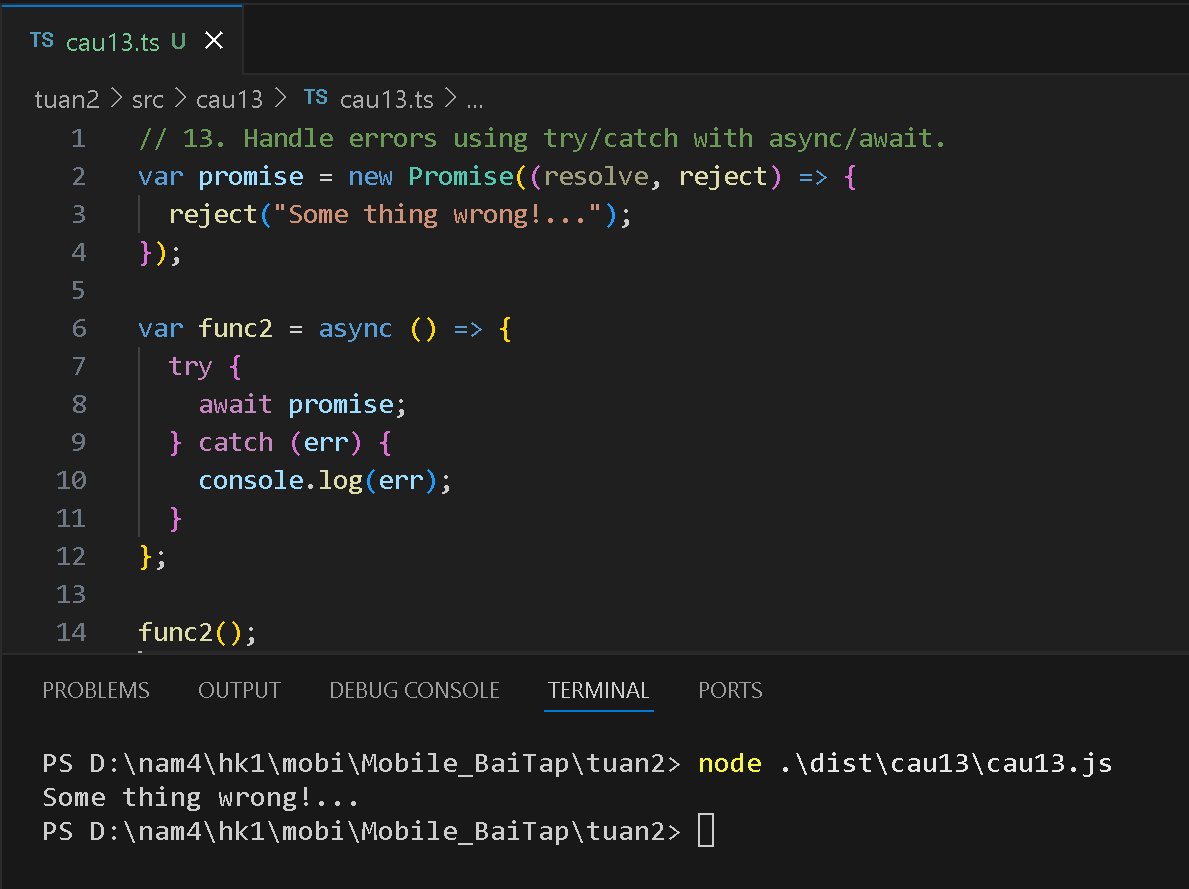 TS cau13.ts U
tuan2 > src > cau13 > TS cau13.ts > ...
1 // 13. Handle errors using try/catch with async/await.
2 var promise = new Promise((resolve, reject) => {
3   reject("Some thing wrong!...");
4 });
5
6 var func2 = async () => {
7   try {
8     await promise;
9   } catch (err) {
10     console.log(err);
11   }
12 };
13
14 func2();
PROBLEMS OUTPUT DEBUG CONSOLE TERMINAL PORTS
PS D:\nam4\hk1\mobi\Mobile_BaiTap\tuan2> node .\dist\cau13\cau13.js
Some thing wrong!...
PS D:\nam4\hk1\mobi\Mobile_BaiTap\tuan2>